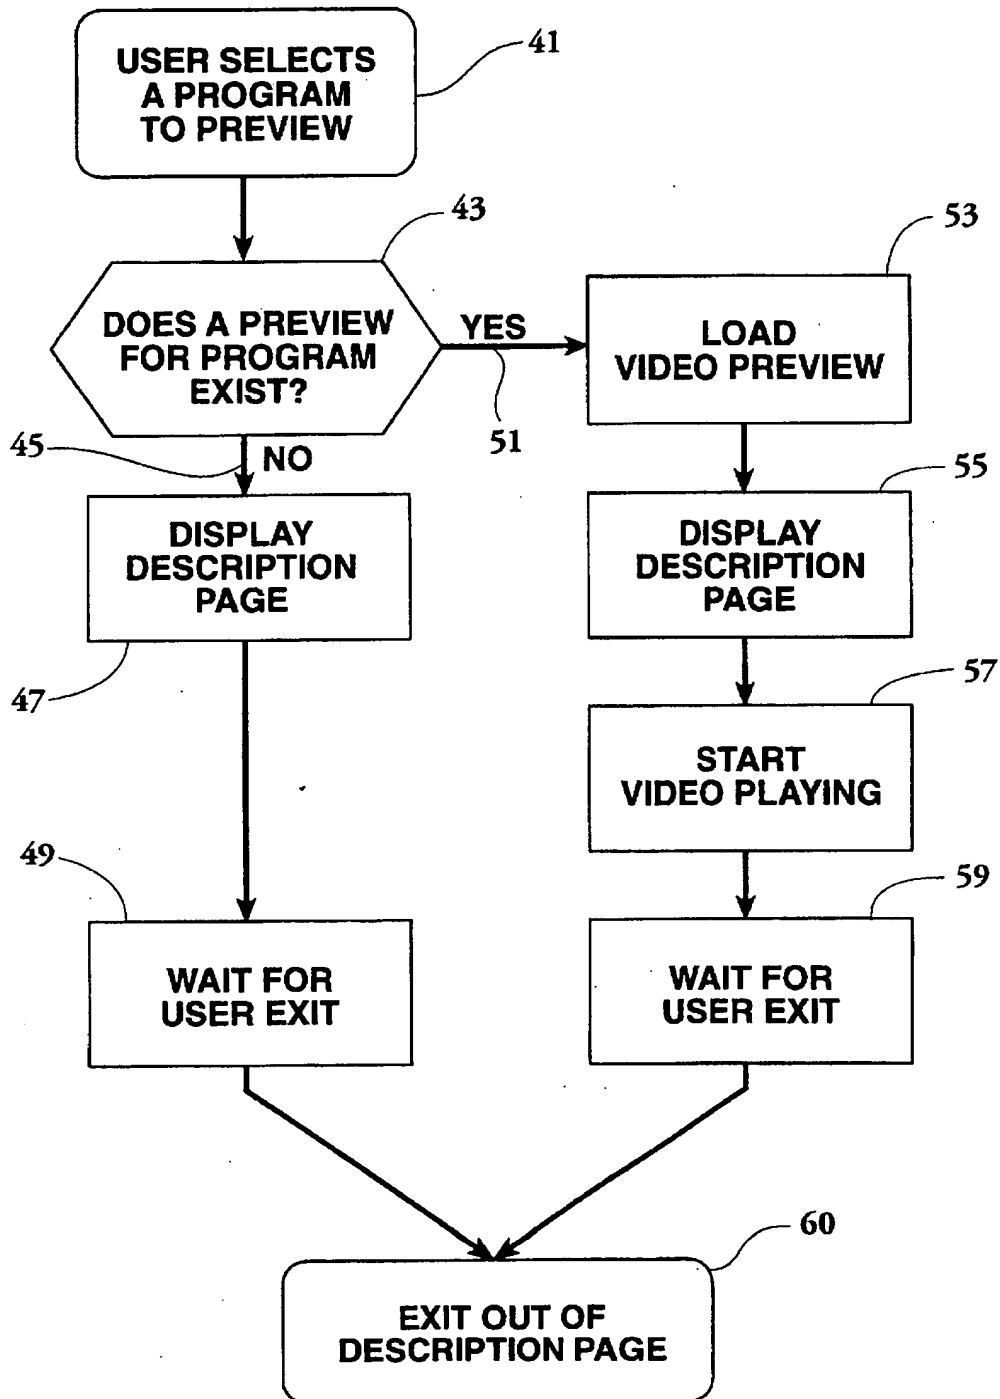 USER SELECTS
A PROGRAM
TO PREVIEW
41
43
DOES A PREVIEW
FOR PROGRAM
EXIST?
YES
51
53
LOAD
VIDEO PREVIEW
45
NO
DISPLAY
DESCRIPTION
PAGE
47
55
DISPLAY
DESCRIPTION
PAGE
57
START
VIDEO PLAYING
49
WAIT FOR
USER EXIT
59
WAIT FOR
USER EXIT
60
EXIT OUT OF
DESCRIPTION PAGE